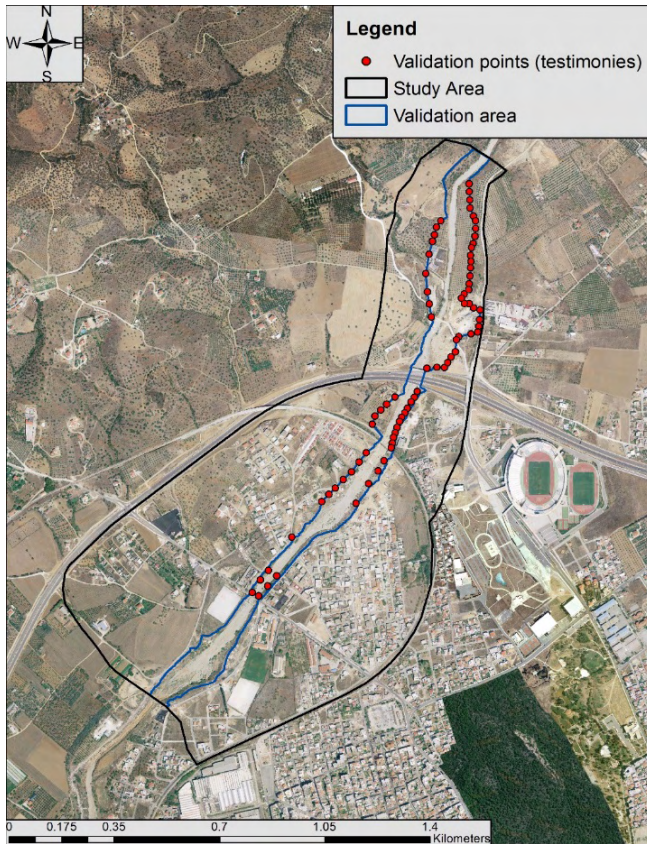 N
W E
S
Legend
Validation points (testimonies)
Study Area
Validation area
0 0.175 0.35 0.7 1.05 1.4
Kilometers